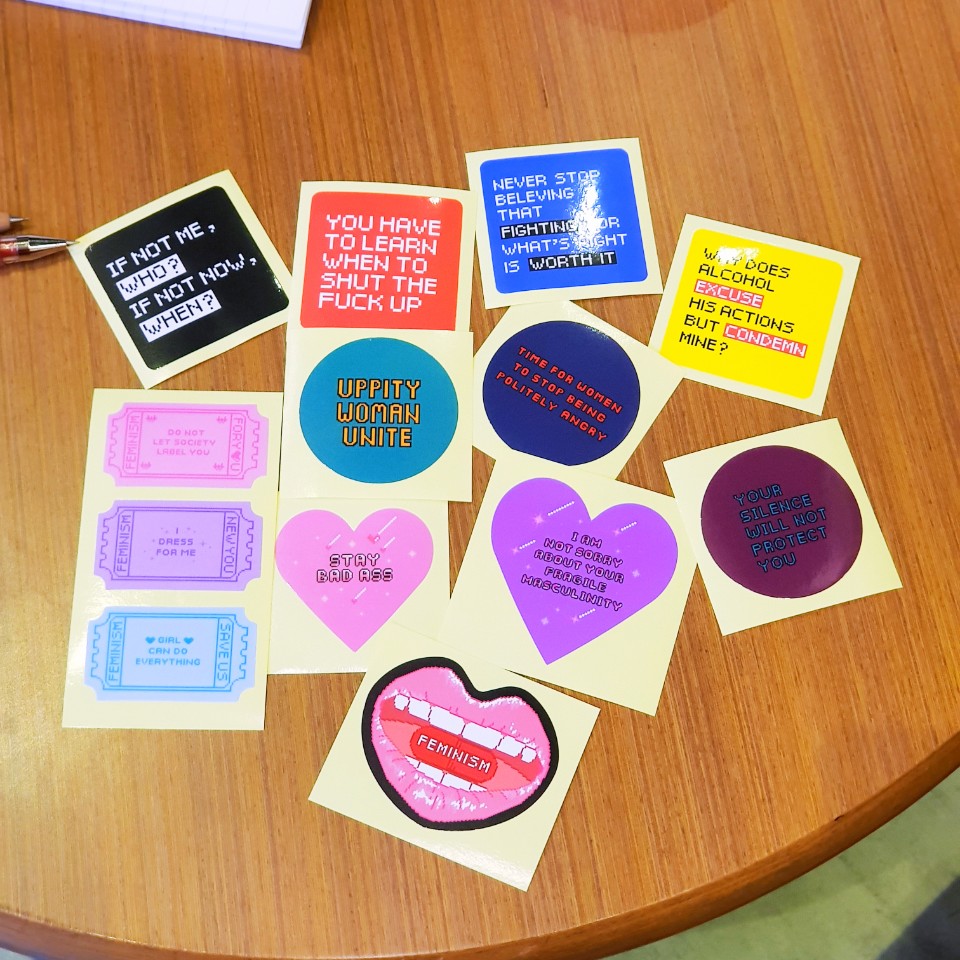 IF NOT ME,
WHO?
IF NOT NOW,
WHEN?
YOU HAVE
TO LEARN
WHEN TO
SHUT THE
FUCK UP
NEVER STOP
BELEVING
THAT
FIGHTING FOR
WHAT'S RIGHT
IS WORTH IT
WHY DOES
ALCOHOL
EXCUSE
HIS ACTIONS
BUT CONDEMN
MINE?
UPPITY
WOMAN
UNITE
TIME FOR WOMEN
TO STOP BEING
POLITELY ANGRY
FEMINISM
DO NOT
LET SOCIETY
LABEL YOU
FOR YOU
FEMINISM
I
DRESS
FOR ME
NEW YOU
FEMINISM
GIRL
CAN DO
EVERYTHING
SAVE US
STAY
BAD ASS
I AM
NOT SORRY
ABOUT YOUR
FRAGILE
MASCULINITY
YOUR
SILENCE
WILL NOT
PROTECT
YOU
FEMINISM